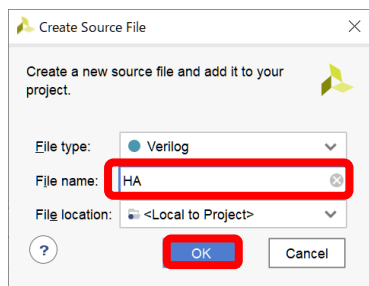 Create Source File
Create a new source file and add it to your
project.
File type: Verilog
File name: HA
File location: <Local to Project>
? OK Cancel